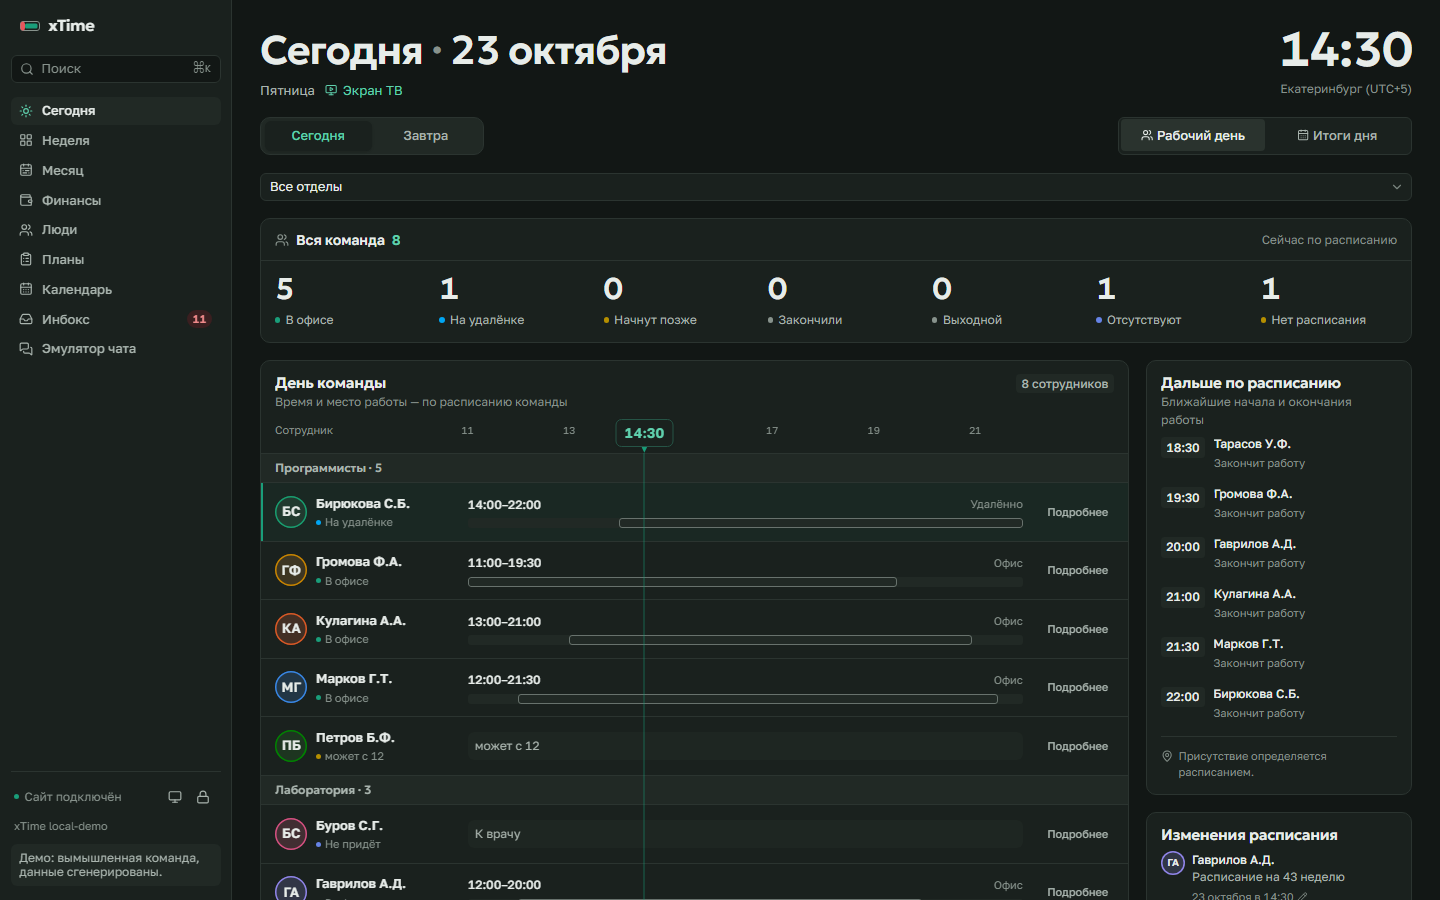 xTime
Поиск
⌘K
Сегодня
Неделя
Месяц
Финансы
Люди
Планы
Календарь
Инбокс 11
Эмулятор чата
Сайт подключён
xTime local-demo
Демо: вымышленная команда,
данные сгенерированы.
Сегодня · 23 октября
14:30
Пятница Экран ТВ
Екатеринбург (UTC+5)
Сегодня Завтра
Рабочий день Итоги дня
Все отделы
Вся команда 8
Сейчас по расписанию
5 1 0 0 0 1 1
В офисе На удалёнке Начнут позже Закончили Выходной Отсутствуют Нет расписания
День команды
8 сотрудников
Время и место работы — по расписанию команды
Сотрудник 11 13 14:30 17 19 21
Программисты · 5
БС Бирюкова С.Б. 14:00–22:00 Удалённо
На удалёнке Подробнее
ГФ Громова Ф.А. 11:00–19:30 Офис
В офисе Подробнее
КА Кулагина А.А. 13:00–21:00 Офис
В офисе Подробнее
МГ Марков Г.Т. 12:00–21:30 Офис
В офисе Подробнее
ПБ Петров Б.Ф. может с 12 Подробнее
может с 12
Лаборатория · 3
БС Буров С.Г. К врачу Подробнее
Не придёт
ГА Гаврилов А.Д. 12:00–20:00 Офис
Подробнее
Дальше по расписанию
Ближайшие начала и окончания
работы
18:30 Тарасов У.Ф.
Закончит работу
19:30 Громова Ф.А.
Закончит работу
20:00 Гаврилов А.Д.
Закончит работу
21:00 Кулагина А.А.
Закончит работу
21:30 Марков Г.Т.
Закончит работу
22:00 Бирюкова С.Б.
Закончит работу
Присутствие определяется
расписанием.
Изменения расписания
ГА Гаврилов А.Д.
Расписание на 43 неделю
23 октября в 14:30